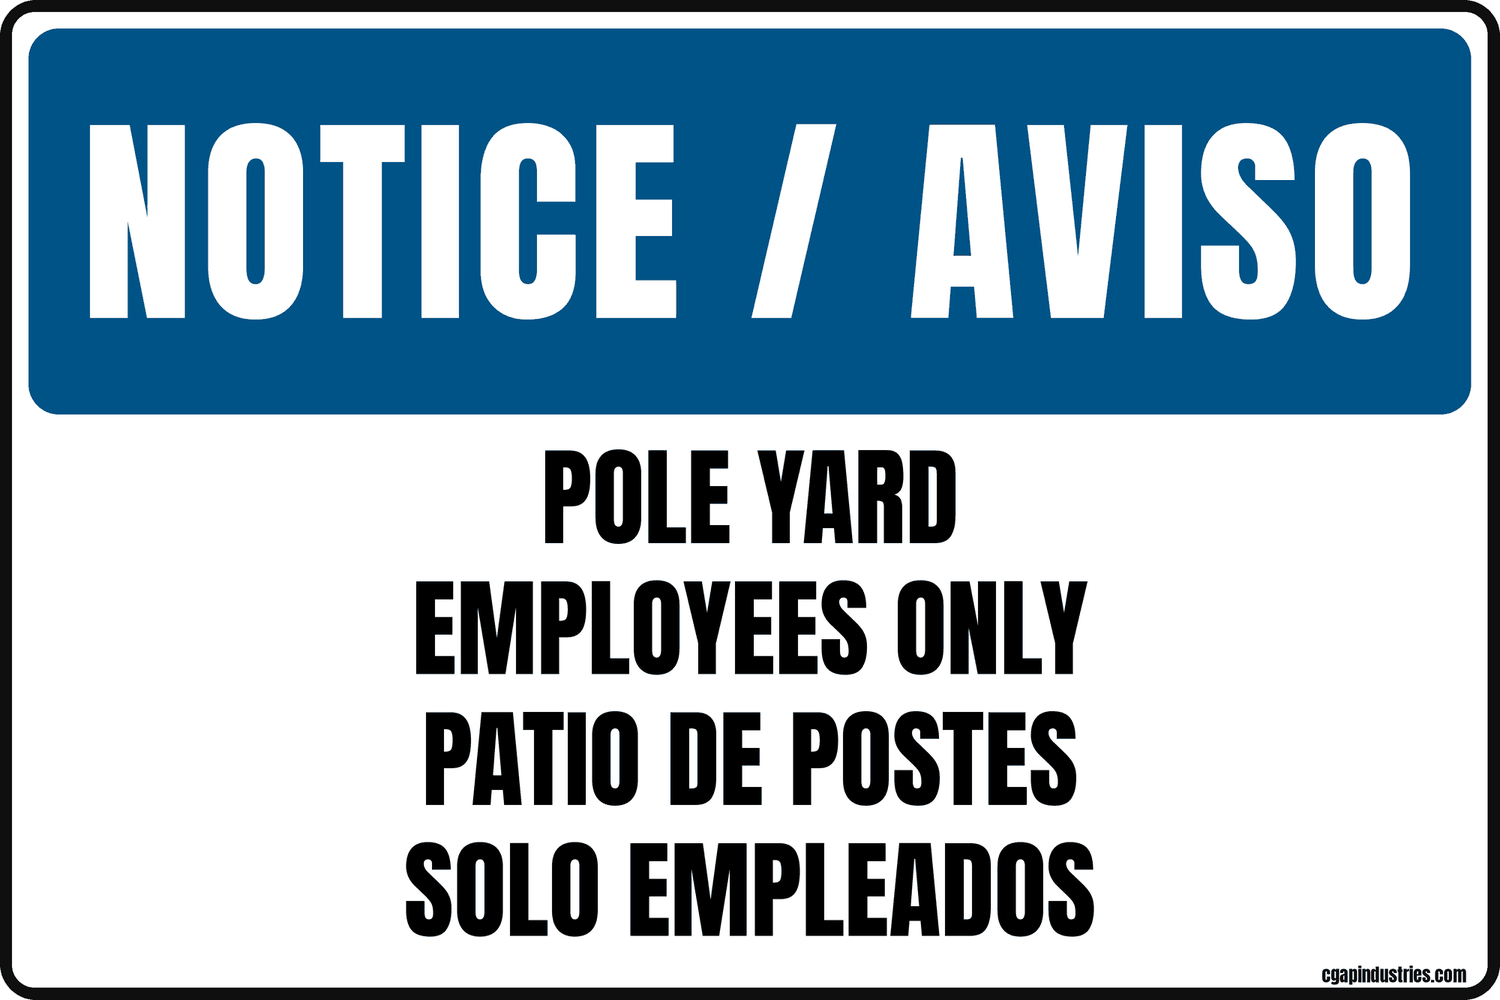 NOTICE / AVISO
POLE YARD
EMPLOYEES ONLY
PATIO DE POSTES
SOLO EMPLEADOS
cgapindustries.com